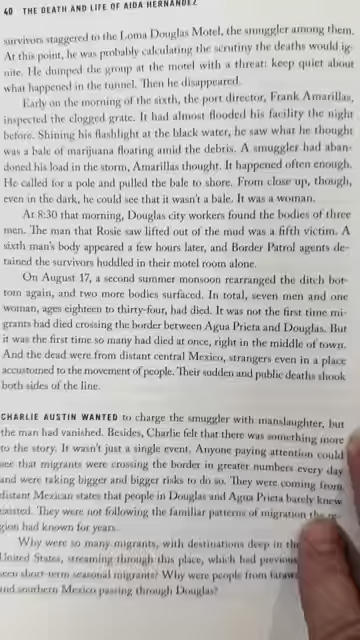 40 THE DEATH AND LIFE OF AIDA HERNANDEZ
survivors staggered to the Loma Douglas Motel, the smuggler among them.
At this point, he was probably calculating the scrutiny the deaths would ig-
nite. He dumped the group at the motel with a threat: keep quiet about
what happened in the tunnel. Then he disappeared.
Early on the morning of the sixth, the port director, Frank Amarillas,
inspected the clogged grate. It had almost flooded his facility the night
before. Shining his flashlight at the black water, he saw what he thought
was a bale of marijuana floating amid the debris. A smuggler had aban-
doned his load in the storm, Amarillas thought. It happened often enough.
He called for a pole and pulled the bale to shore. From close up, though,
even in the dark, he could see that it wasn't a bale. It was a woman.
At 8:30 that morning, Douglas city workers found the bodies of three
men. The man that Rosie saw lifted out of the mud was a fifth victim. A
sixth man's body appeared a few hours later, and Border Patrol agents de-
tained the survivors huddled in their motel room alone.
On August 17, a second summer monsoon rearranged the ditch bot-
tom again, and two more bodies surfaced. In total, seven men and one
woman, ages eighteen to thirty-four, had died. It was not the first time mi-
grants had died crossing the border between Agua Prieta and Douglas. But
it was the first time so many had died at once, right in the middle of town.
And the dead were from distant central Mexico, strangers even in a place
accustomed to the movement of people. Their sudden and public deaths shook
both sides of the line.
CHARLIE AUSTIN WANTED to charge the smuggler with manslaughter, but
the man had vanished. Besides, Charlie felt that there was something more
to the story. It wasn't just a single event. Anyone paying attention could
see that migrants were crossing the border in greater numbers every day
and were taking bigger and bigger risks to do so. They were coming from
distant Mexican states that people in Douglas and Agua Prieta barely knew
existed. They were not following the familiar patterns of migration the re-
gion had known for years.
Why were so many migrants, with destinations deep in the
United States, streaming through this place, which had previous
seen short-term seasonal migrants? Why were people from faraw
and southern Mexico passing through Douglas?